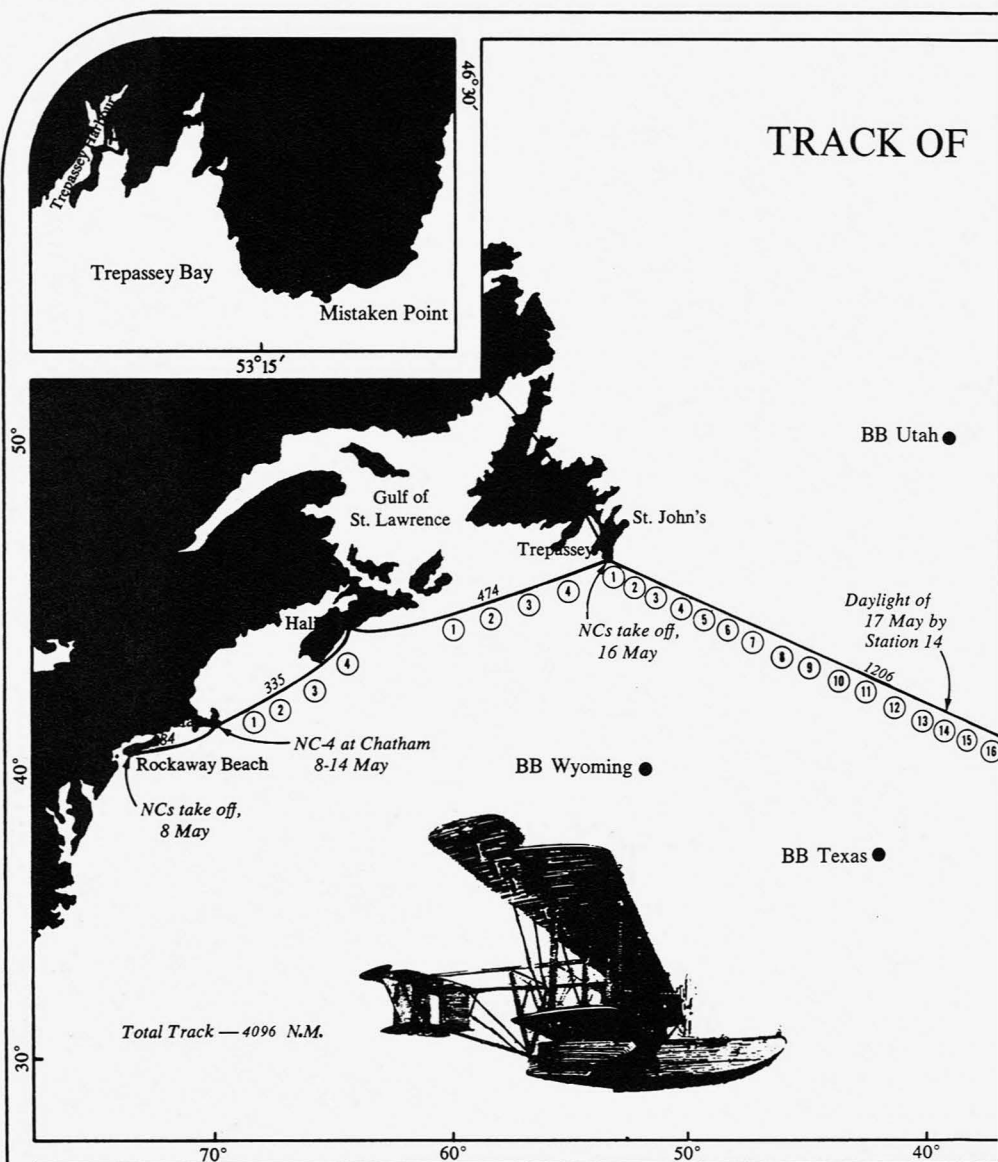 TRACK OF
46°30′
Trepassey Harbour
Trepassey Bay
Mistaken Point
53°15′
50°
40°
30°
BB Utah
Gulf of
St. Lawrence
St. John's
Trepassey
474
1 2 3 4
NCs take off,
16 May
1 2 3 4 5 6 7 8 9 10 11 12 13 14 15 16
Daylight of
17 May by
Station 14
1206
Hali
335
1 2 3 4
NC-4 at Chatham
8-14 May
Rockaway Beach
NCs take off,
8 May
BB Wyoming
BB Texas
Total Track — 4096 N.M.
70° 60° 50° 40°